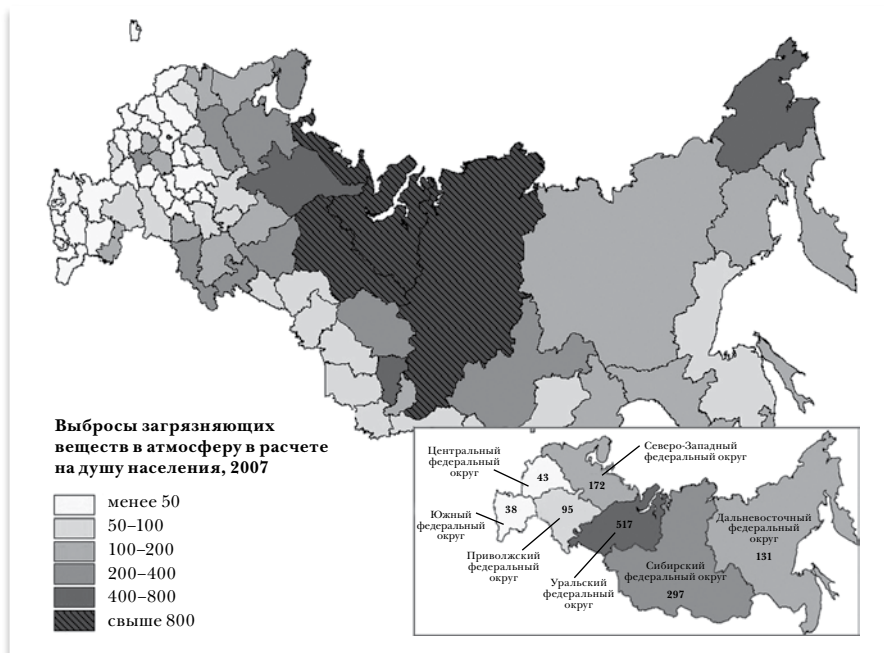 Выбросы загрязняющих
веществ в атмосферу в расчете
на душу населения, 2007
менее 50
50–100
100–200
200–400
400–800
свыше 800
Центральный
федеральный
округ
43
Северо-Западный
федеральный округ
172
38
Южный
федеральный
округ
95
Приволжский
федеральный
округ
517
Уральский
федеральный
округ
Дальневосточный
федеральный
округ
131
Сибирский
федеральный округ
297